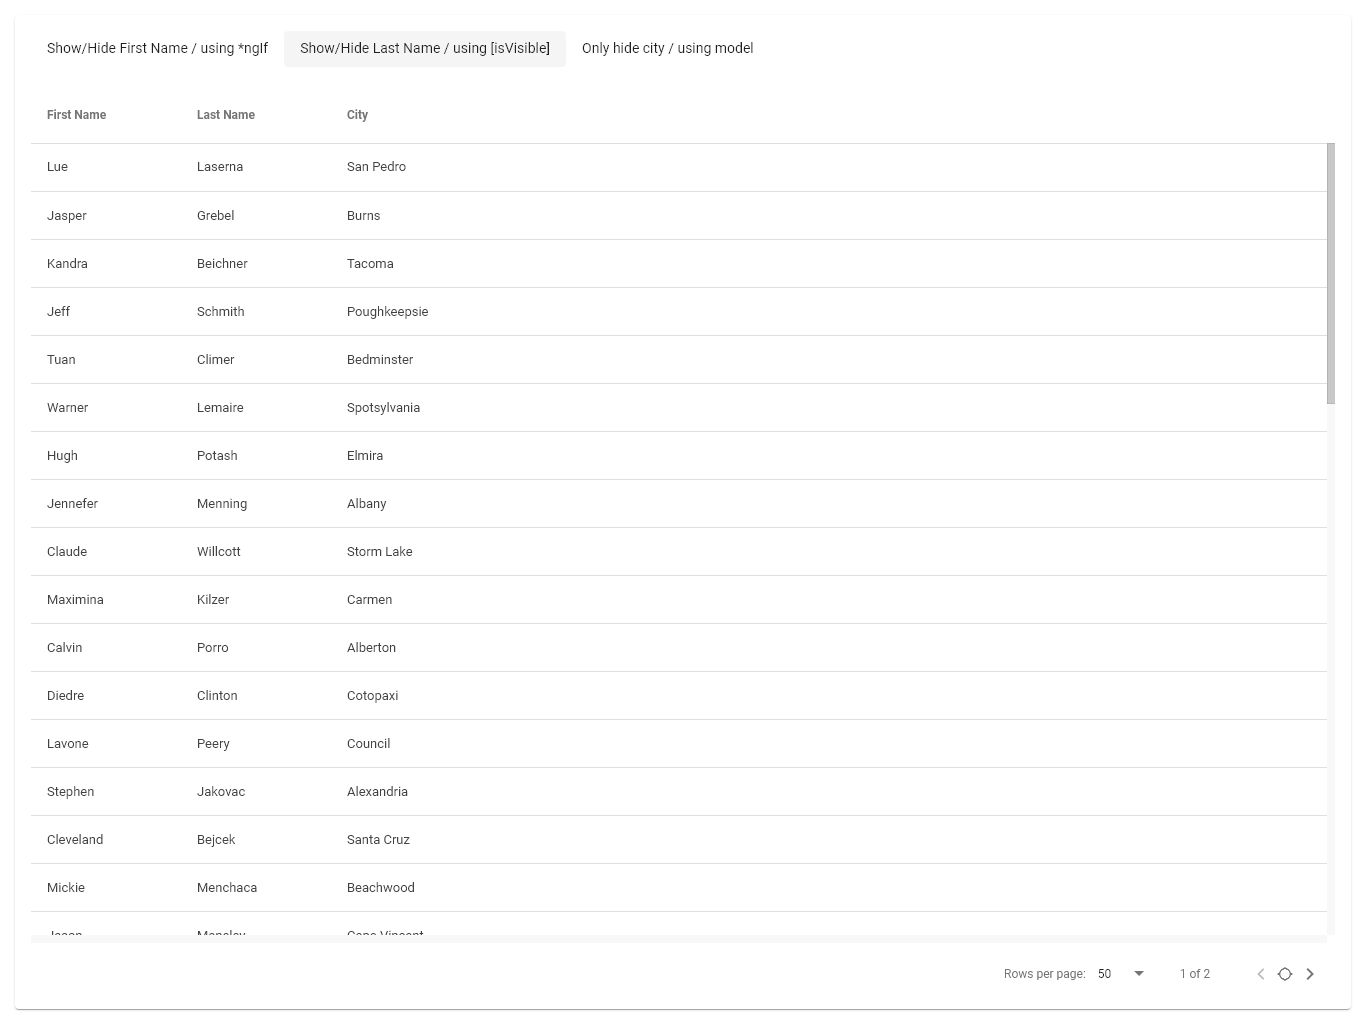 Show/Hide First Name / using *ngIf Show/Hide Last Name / using [isVisible] Only hide city / using model
First Name Last Name City
Lue Laserna San Pedro
Jasper Grebel Burns
Kandra Beichner Tacoma
Jeff Schmith Poughkeepsie
Tuan Climer Bedminster
Warner Lemaire Spotsylvania
Hugh Potash Elmira
Jennefer Menning Albany
Claude Willcott Storm Lake
Maximina Kilzer Carmen
Calvin Porro Alberton
Diedre Clinton Cotopaxi
Lavone Peery Council
Stephen Jakovac Alexandria
Cleveland Bejcek Santa Cruz
Mickie Menchaca Beachwood
Rows per page: 50 1 of 2